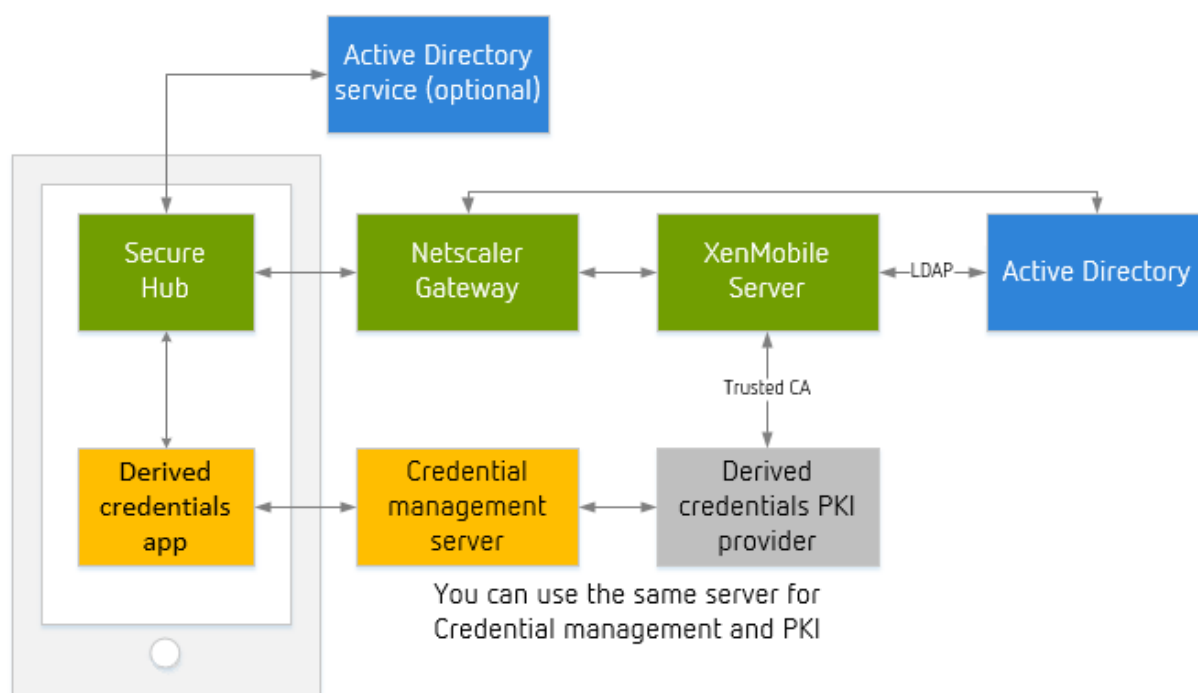 Active Directory
service (optional)
Secure
Hub
Netscaler
Gateway
XenMobile
Server
LDAP
Active Directory
Trusted CA
Derived
credentials
app
Credential
management
server
Derived
credentials PKI
provider
You can use the same server for
Credential management and PKI